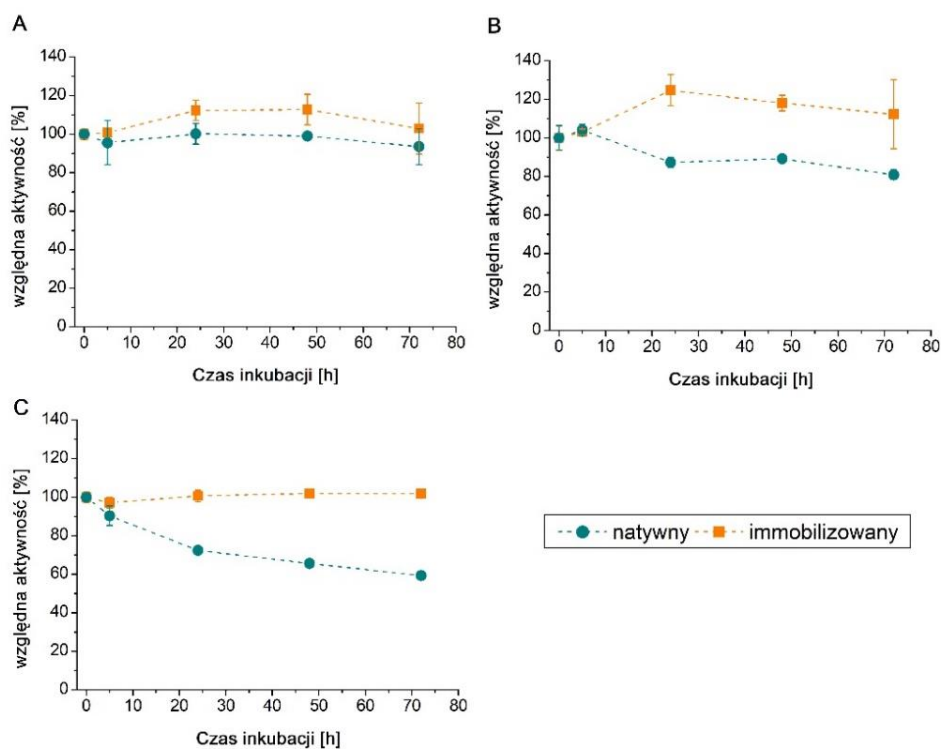 A
względna aktywność [%]
140
120
100
80
60
40
20
0
0 10 20 30 40 50 60 70 80
Czas inkubacji [h]
B
względna aktywność [%]
140
120
100
80
60
40
20
0
0 10 20 30 40 50 60 70 80
Czas inkubacji [h]
C
względna aktywność [%]
140
120
100
80
60
40
20
0
0 10 20 30 40 50 60 70 80
Czas inkubacji [h]
natywny immobilizowany